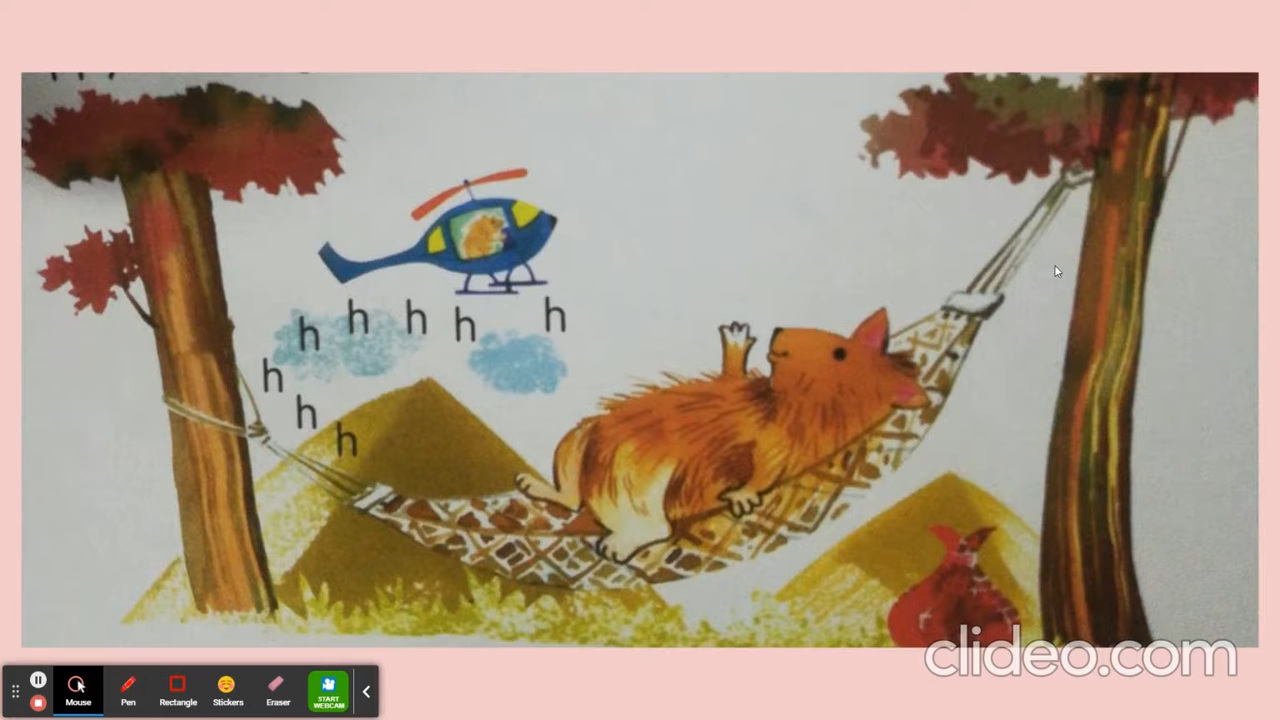 h h h h h
h
h
h
clideo.com
Mouse
Pen
Rectangle
Stickers
Eraser
START
WEBCAM